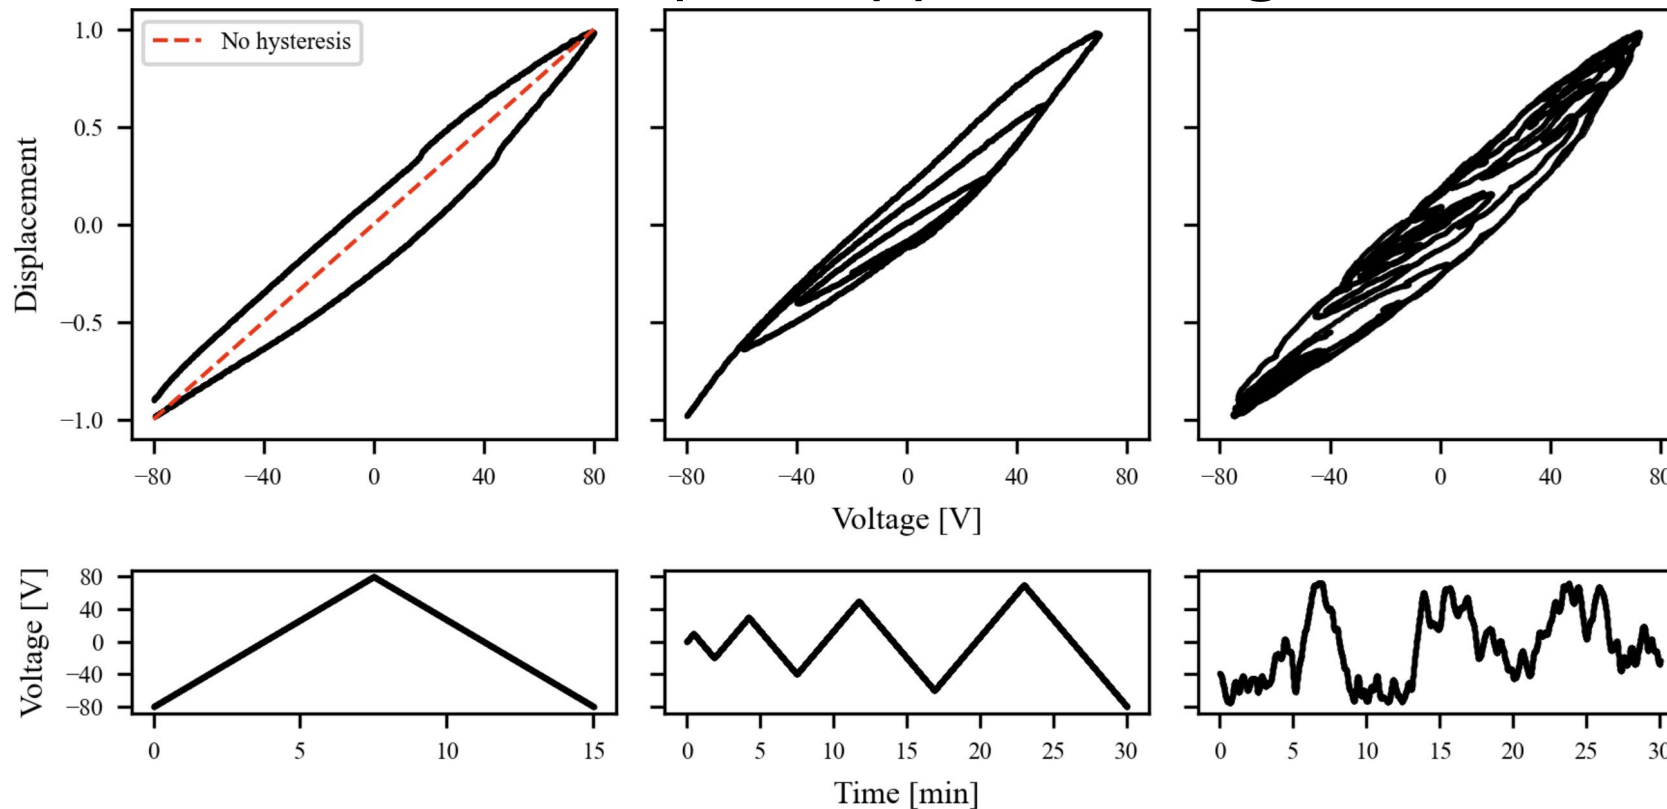 No hysteresis
Displacement
1.0
0.5
0.0
−0.5
−1.0
−80 −40 0 40 80
−80 −40 0 40 80
−80 −40 0 40 80
Voltage [V]
Voltage [V]
80
40
0
−40
−80
0 5 10 15
0 5 10 15 20 25 30
0 5 10 15 20 25 30
Time [min]